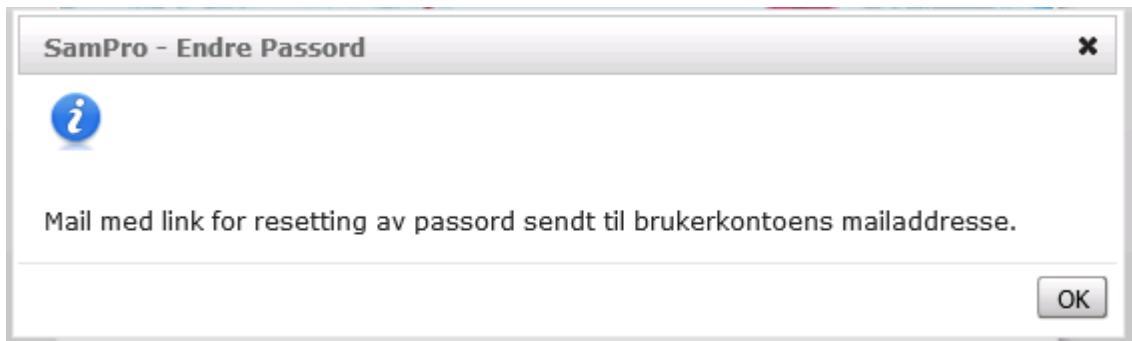 SamPro - Endre Passord
Mail med link for resetting av passord sendt til brukerkontoens mailaddresse.
OK